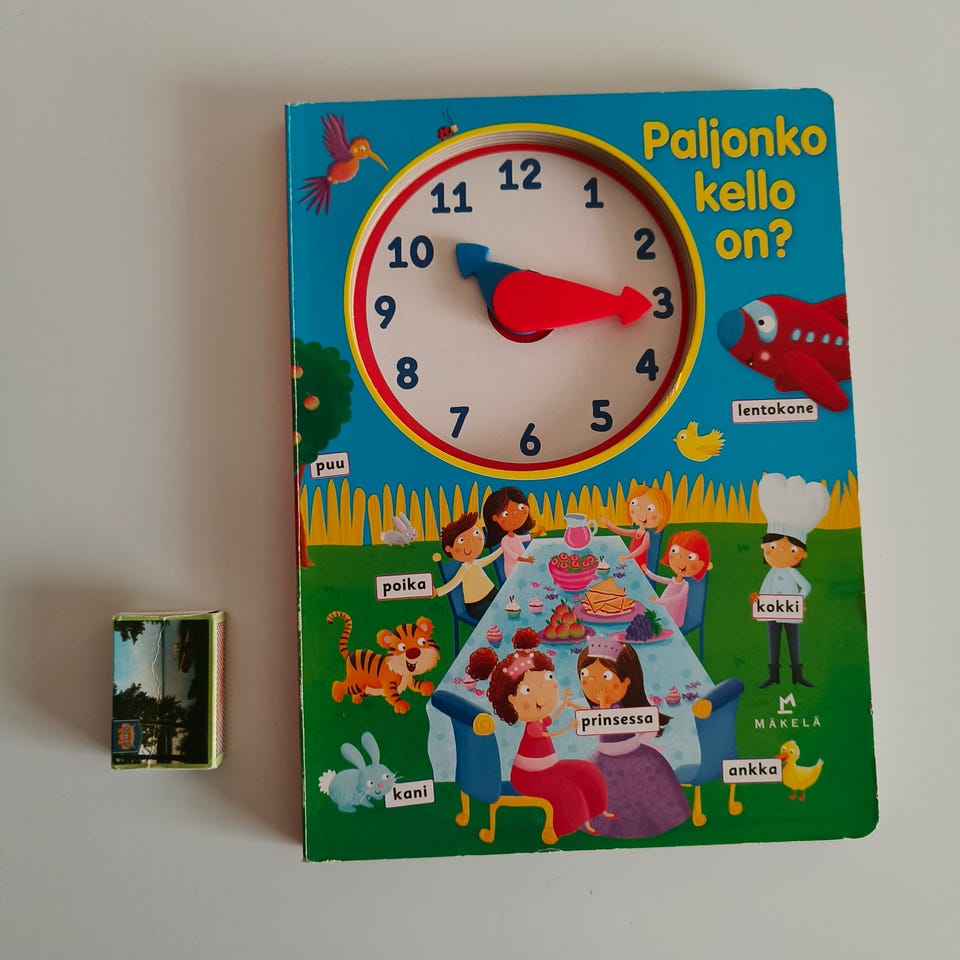 Paljonko
kello
on?
12
1
2
3
4
5
6
7
8
9
10
11
lentokone
puu
poika
kokki
prinsessa
MÄKELÄ
ankka
kani